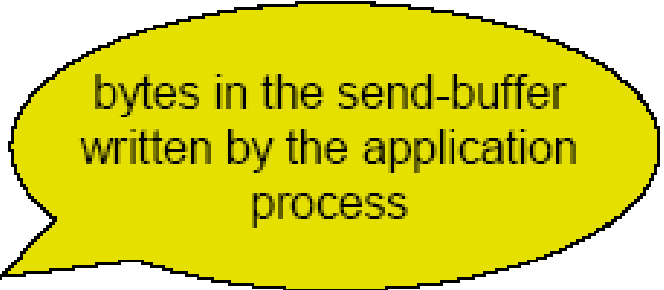 bytes in the send-buffer
written by the application
process